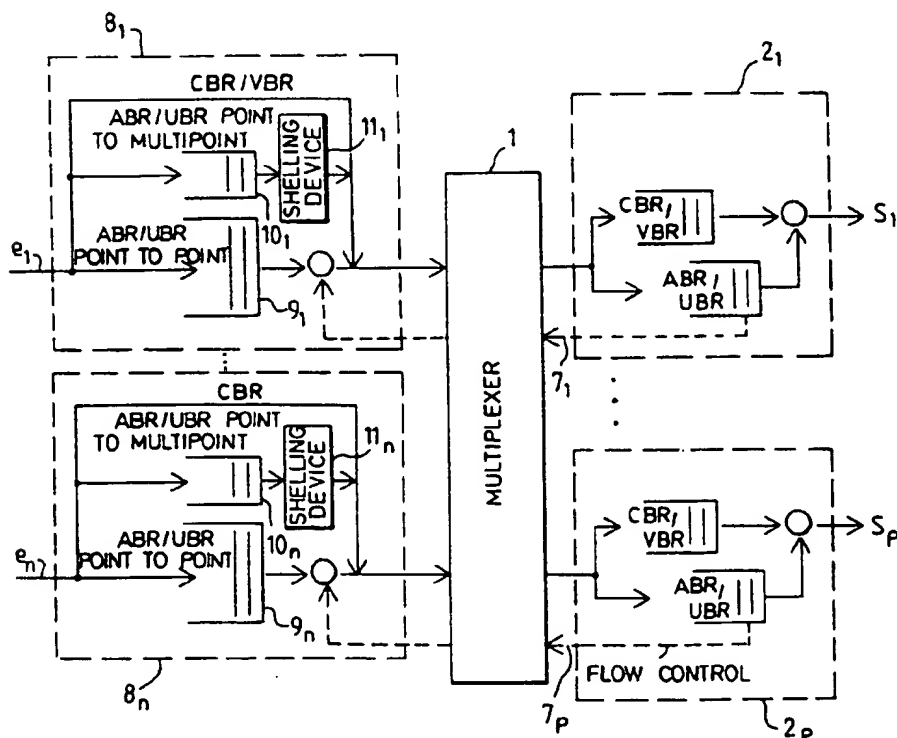 8₁
CBR/VBR
ABR/UBR POINT
TO MULTIPOINT
SHELLING
DEVICE
11₁
10₁
ABR/UBR
POINT TO POINT
e₁
9₁
1
MULTIPLEXER
2₁
CBR/
VBR
ABR/
UBR
S₁
7₁
CBR
ABR/UBR POINT
TO MULTIPOINT
SHELLING
DEVICE
11ₙ
10ₙ
ABR/UBR
POINT TO POINT
eₙ
9ₙ
8ₙ
CBR/
VBR
ABR/
UBR
Sₚ
FLOW CONTROL
7ₚ
2ₚ